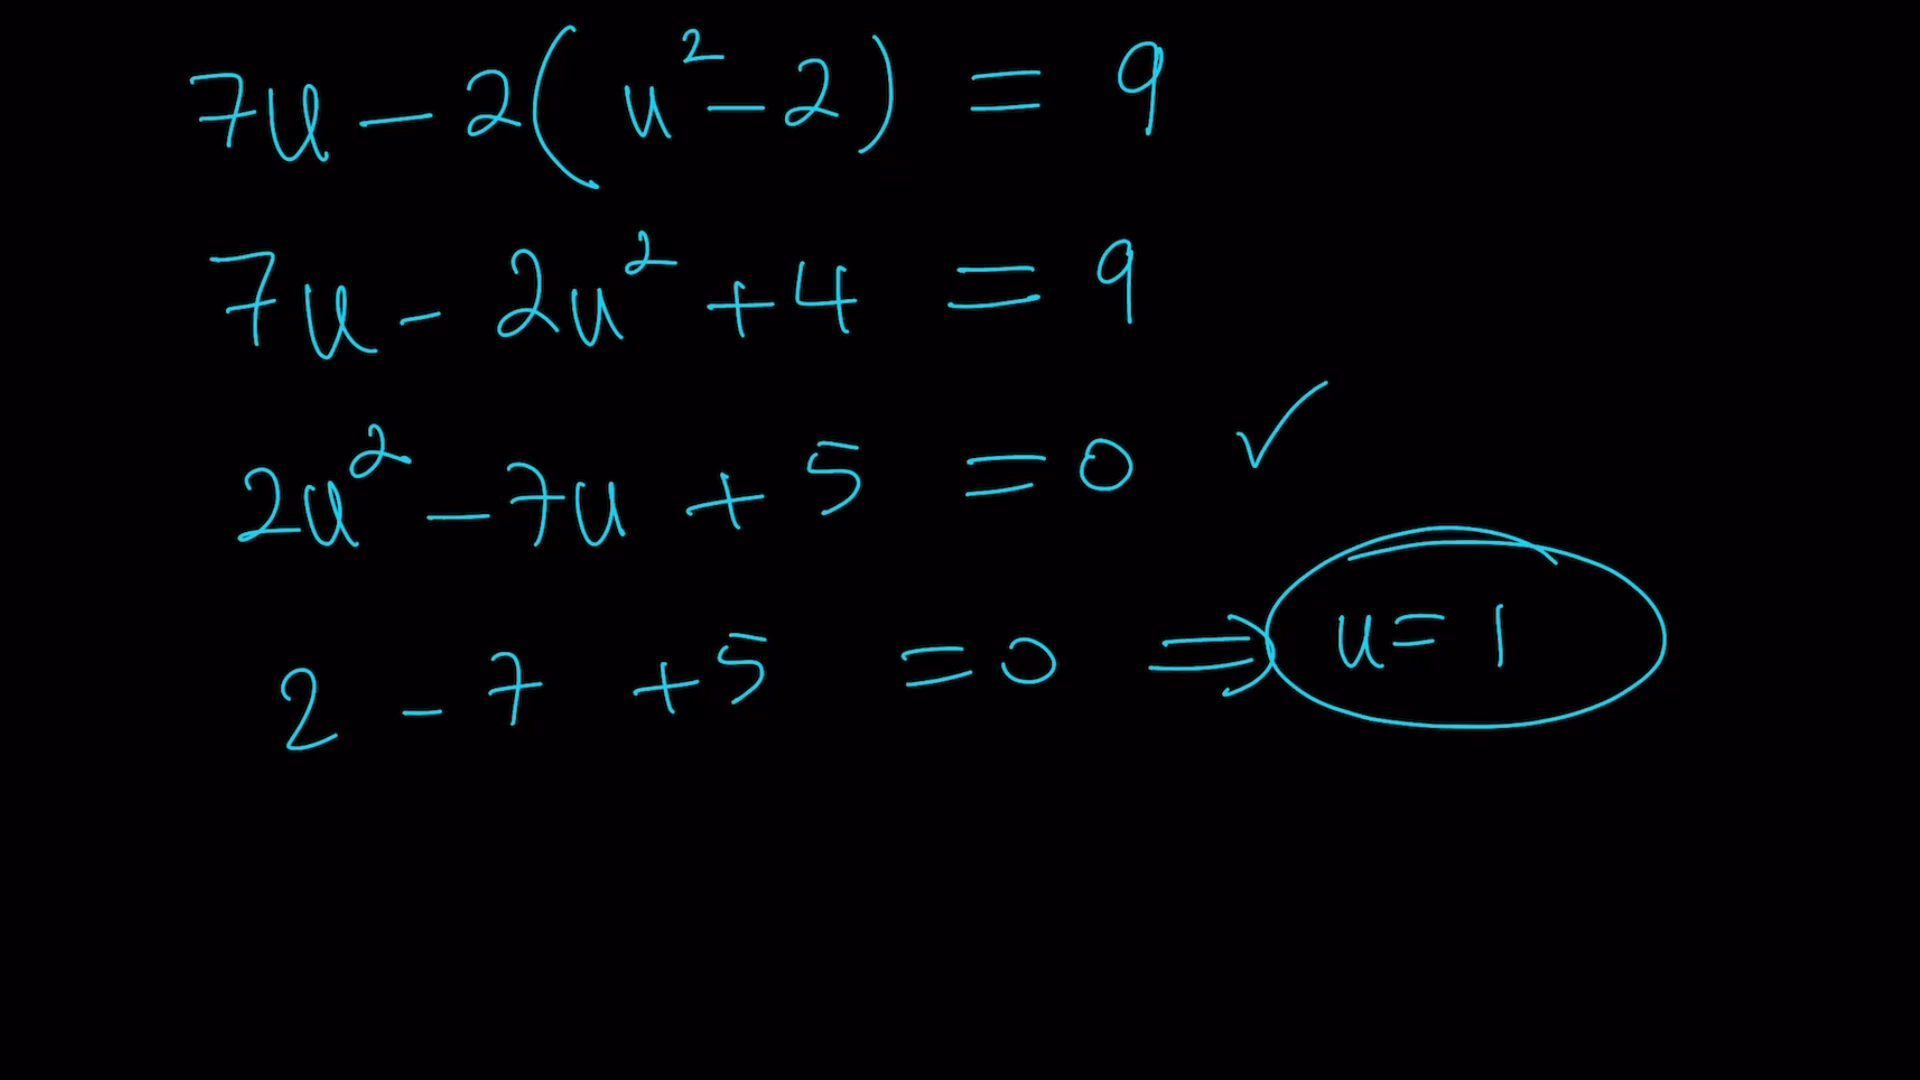 7u − 2(u² − 2) = 9
7u − 2u² + 4 = 9
2u² − 7u + 5 = 0 ✓
2 − 7 + 5 = 0 ⇒ u = 1